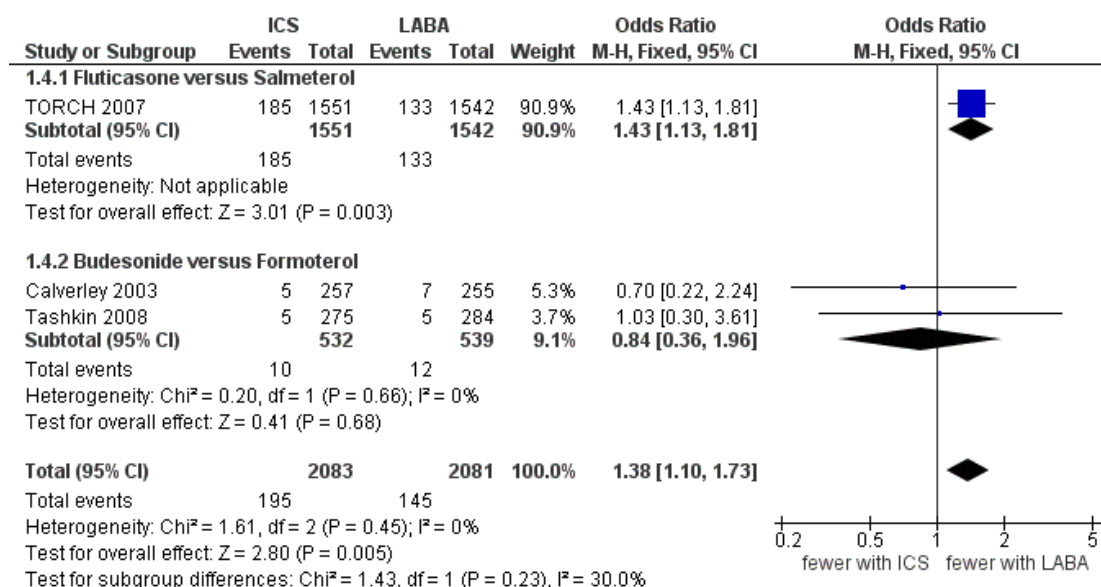 ICS LABA Odds Ratio Odds Ratio
Study or Subgroup Events Total Events Total Weight M-H, Fixed, 95% CI M-H, Fixed, 95% CI
1.4.1 Fluticasone versus Salmeterol
TORCH 2007 185 1551 133 1542 90.9% 1.43 [1.13, 1.81]
Subtotal (95% CI) 1551 1542 90.9% 1.43 [1.13, 1.81]
Total events 185 133
Heterogeneity: Not applicable
Test for overall effect: Z = 3.01 (P = 0.003)
1.4.2 Budesonide versus Formoterol
Calverley 2003 5 257 7 255 5.3% 0.70 [0.22, 2.24]
Tashkin 2008 5 275 5 284 3.7% 1.03 [0.30, 3.61]
Subtotal (95% CI) 532 539 9.1% 0.84 [0.36, 1.96]
Total events 10 12
Heterogeneity: Chi² = 0.20, df = 1 (P = 0.66); I² = 0%
Test for overall effect: Z = 0.41 (P = 0.68)
Total (95% CI) 2083 2081 100.0% 1.38 [1.10, 1.73]
Total events 195 145
Heterogeneity: Chi² = 1.61, df = 2 (P = 0.45); I² = 0%
Test for overall effect: Z = 2.80 (P = 0.005)
Test for subgroup differences: Chi² = 1.43, df = 1 (P = 0.23), I² = 30.0%
0.2 0.5 1 2 5
fewer with ICS fewer with LABA